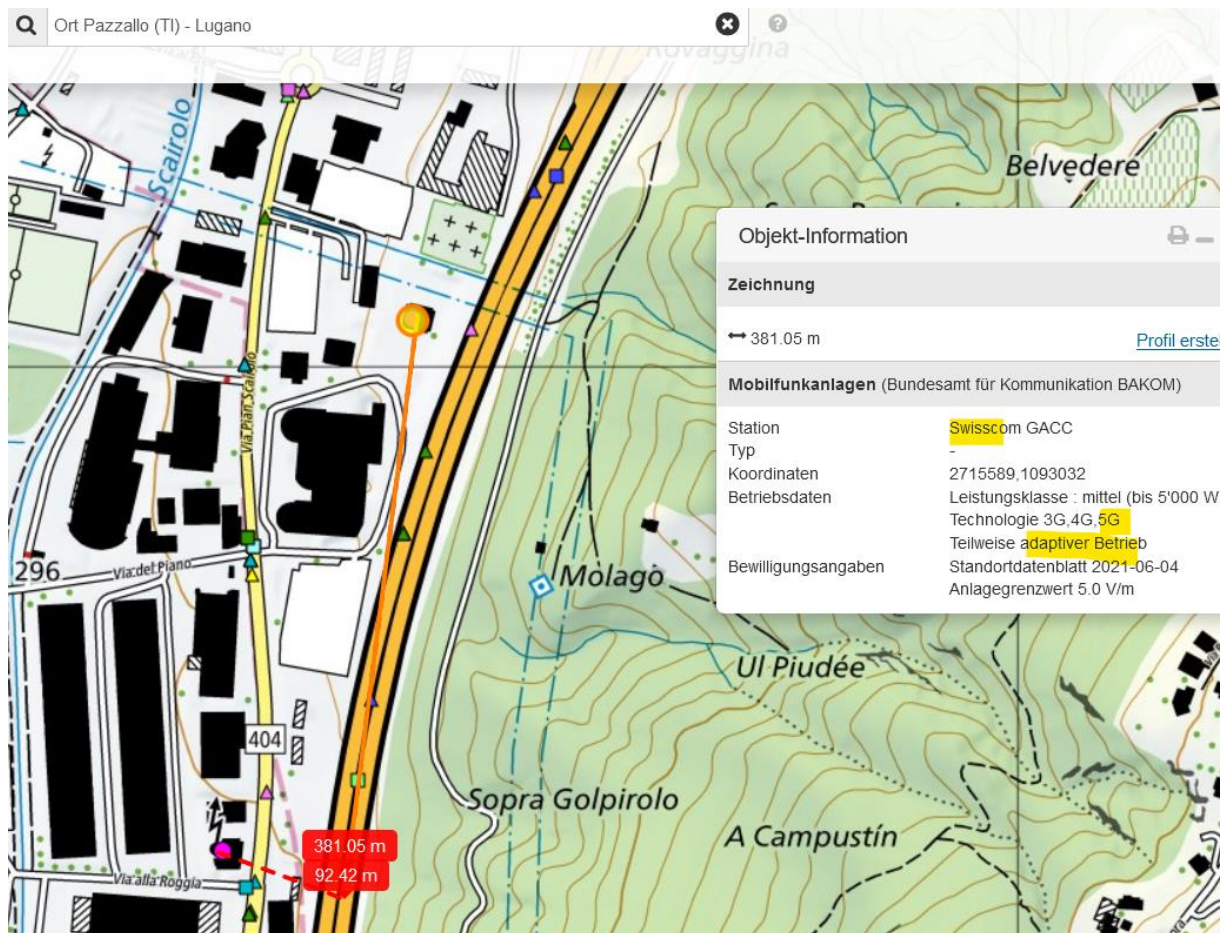 Ort Pazzallo (TI) - Lugano
Rovaggina
Scairolo
Belvedere
Objekt-Information
Zeichnung
381.05 m
Profil erstel
Mobilfunkanlagen (Bundesamt für Kommunikation BAKOM)
Station Swisscom GACC
Typ -
Koordinaten 2715589,1093032
Betriebsdaten Leistungsklasse : mittel (bis 5'000 W
Technologie 3G,4G,5G
Teilweise adaptiver Betrieb
Bewilligungsangaben Standortdatenblatt 2021-06-04
Anlagegrenzwert 5.0 V/m
Via Pian Scairolo
296
Via del Piano
Molagò
Ul Piudée
404
Sopra Golpirolo
A Campustín
381.05 m
92.42 m
Via alla Roggia